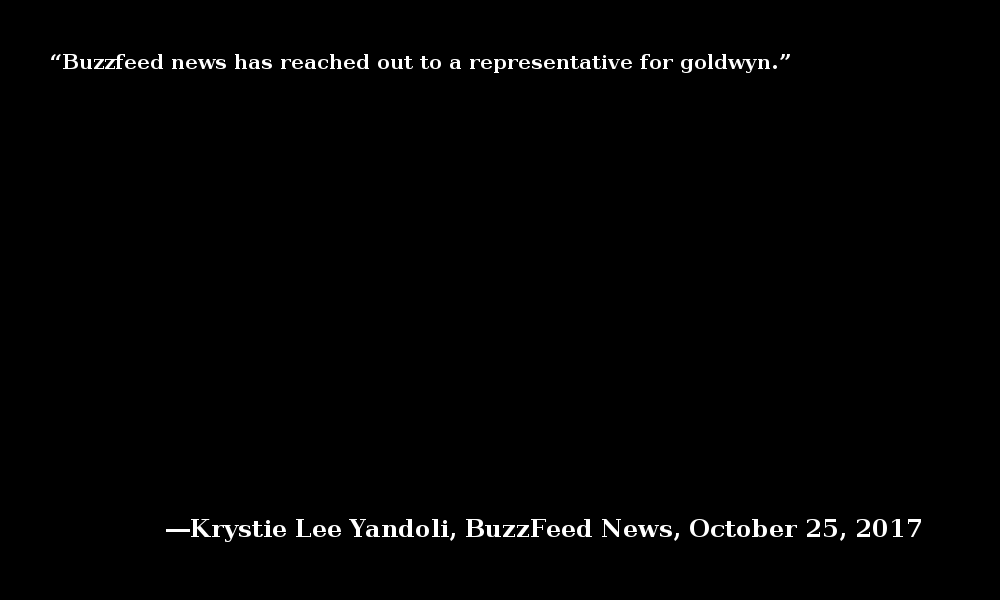 “Buzzfeed news has reached out to a representative for goldwyn.”
—Krystie Lee Yandoli, BuzzFeed News, October 25, 2017